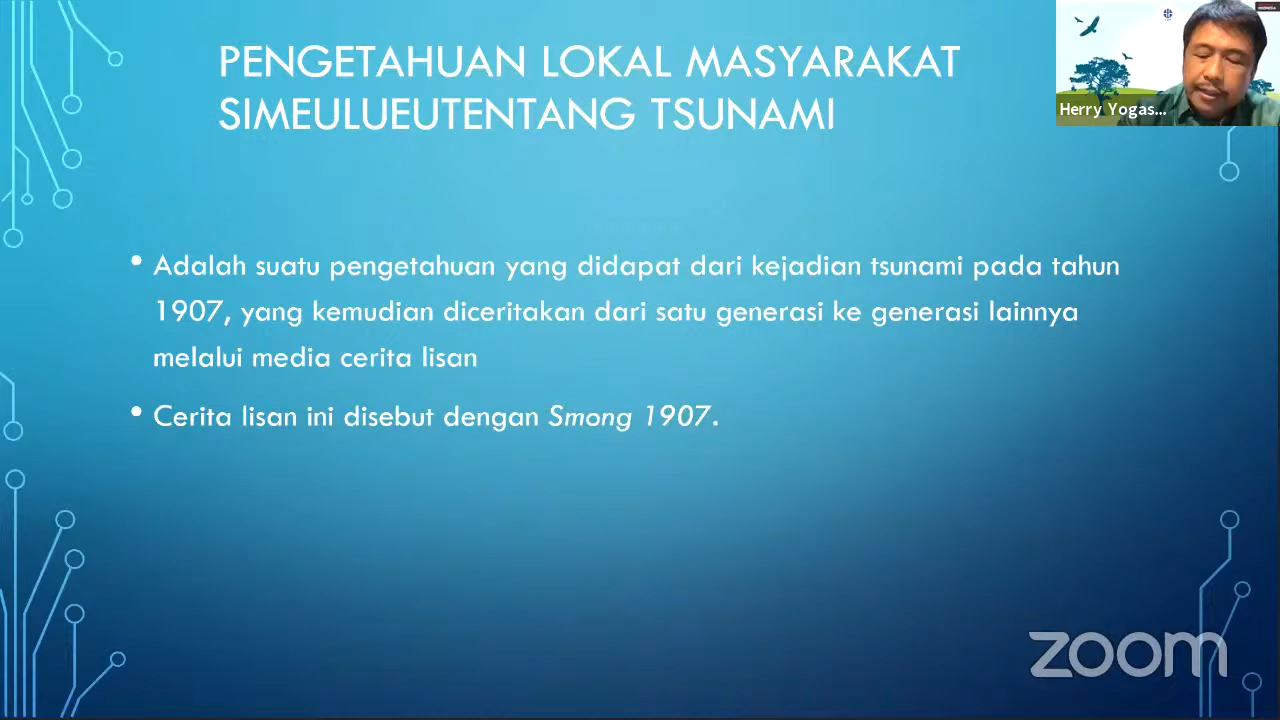 PENGETAHUAN LOKAL MASYARAKAT
SIMEULUEUTENTANG TSUNAMI
Herry Yogas...
• Adalah suatu pengetahuan yang didapat dari kejadian tsunami pada tahun
1907, yang kemudian diceritakan dari satu generasi ke generasi lainnya
melalui media cerita lisan
• Cerita lisan ini disebut dengan Smong 1907.
zoom